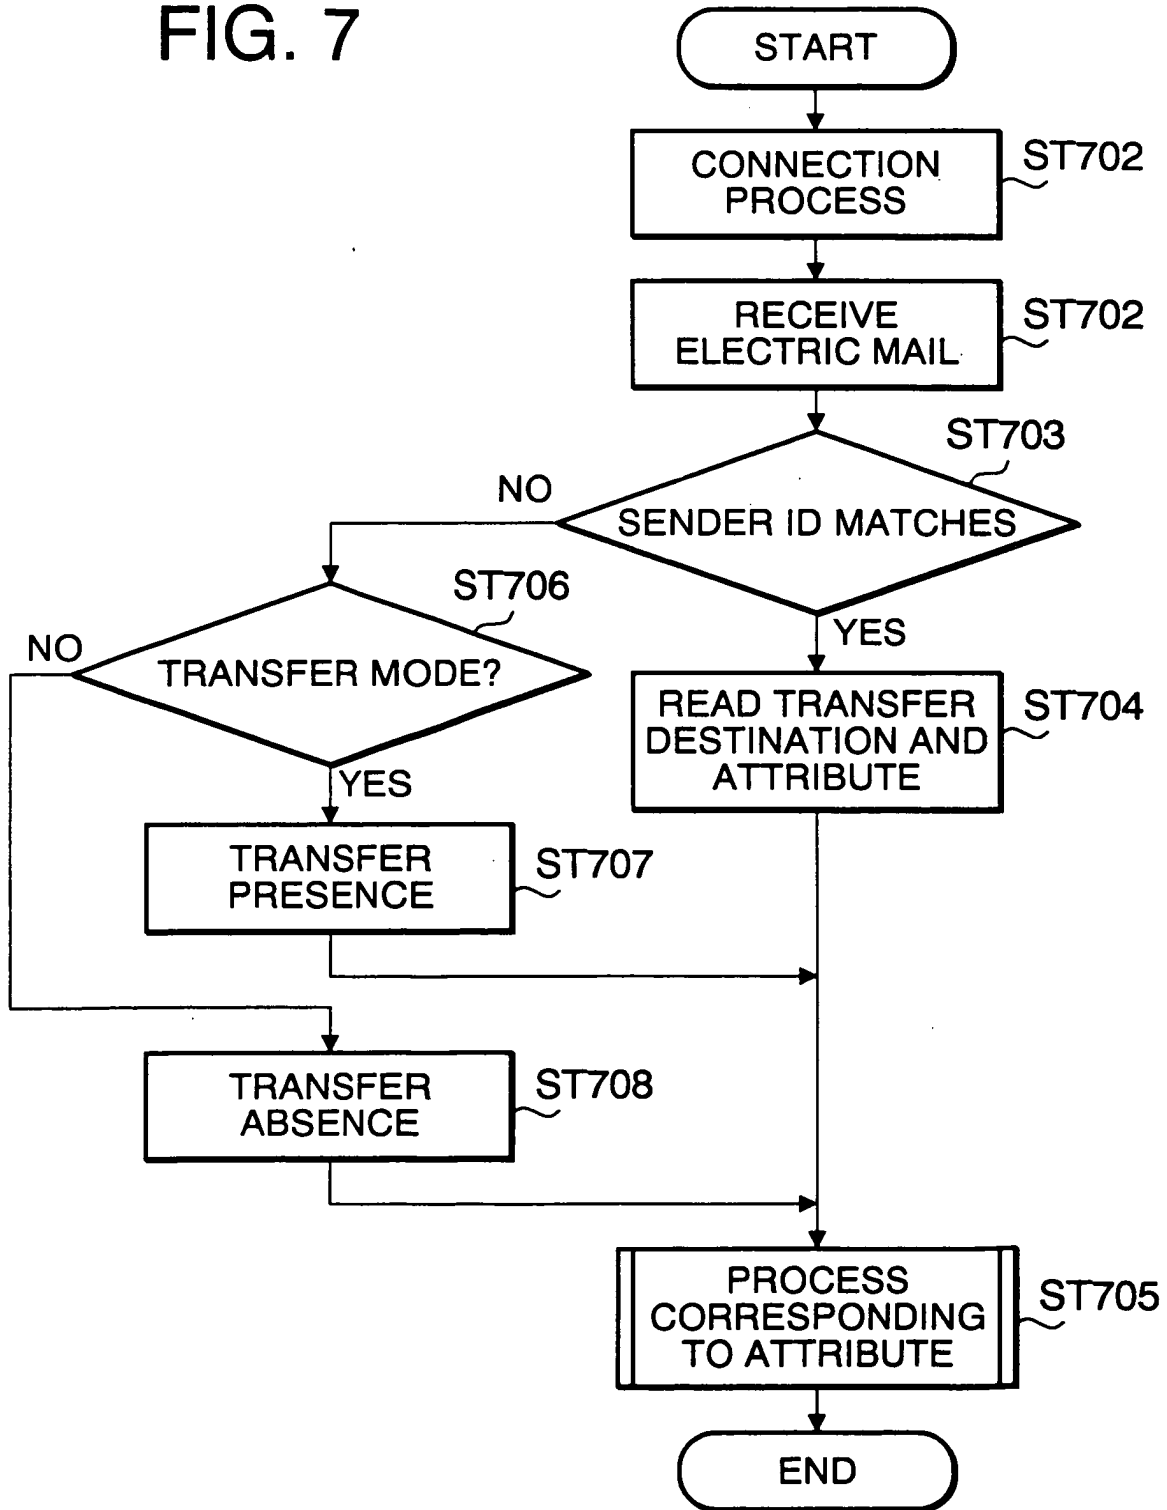 FIG. 7
START
CONNECTION
PROCESS
ST702
RECEIVE
ELECTRIC MAIL
ST702
ST703
SENDER ID MATCHES
NO
YES
ST706
TRANSFER MODE?
NO
YES
READ TRANSFER
DESTINATION AND
ATTRIBUTE
ST704
TRANSFER
PRESENCE
ST707
TRANSFER
ABSENCE
ST708
PROCESS
CORRESPONDING
TO ATTRIBUTE
ST705
END